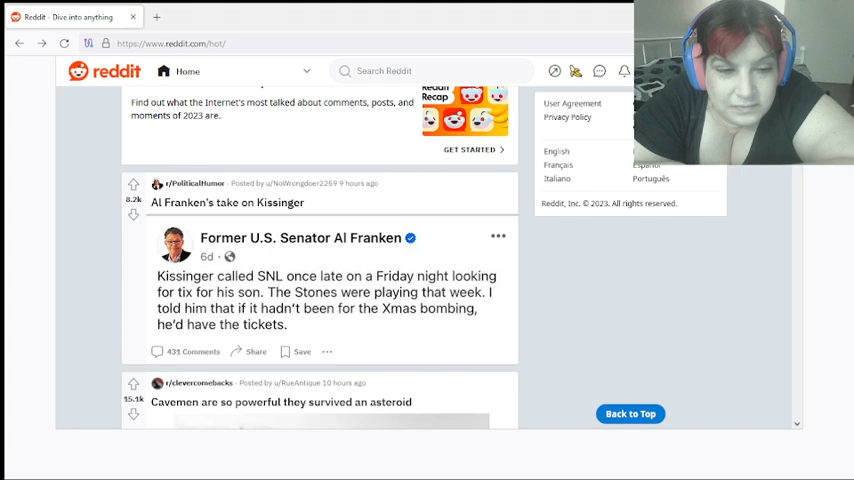 Reddit - Dive into anything
https://www.reddit.com/hot/
reddit
Home
Search Reddit
Find out what the Internet's most talked about comments, posts, and
moments of 2023 are.
Reddit
Recap
GET STARTED
User Agreement
Privacy Policy
English
Français
Español
Italiano
Português
Reddit, Inc. © 2023. All rights reserved.
8.2k
r/PoliticalHumor · Posted by u/NoWrongdoer2259 9 hours ago
Al Franken's take on Kissinger
Former U.S. Senator Al Franken
6d ·
Kissinger called SNL once late on a Friday night looking
for tix for his son. The Stones were playing that week. I
told him that if it hadn't been for the Xmas bombing,
he'd have the tickets.
431 Comments Share Save
15.1k
r/clevercomebacks · Posted by u/RueAntique 10 hours ago
Cavemen are so powerful they survived an asteroid
Back to Top